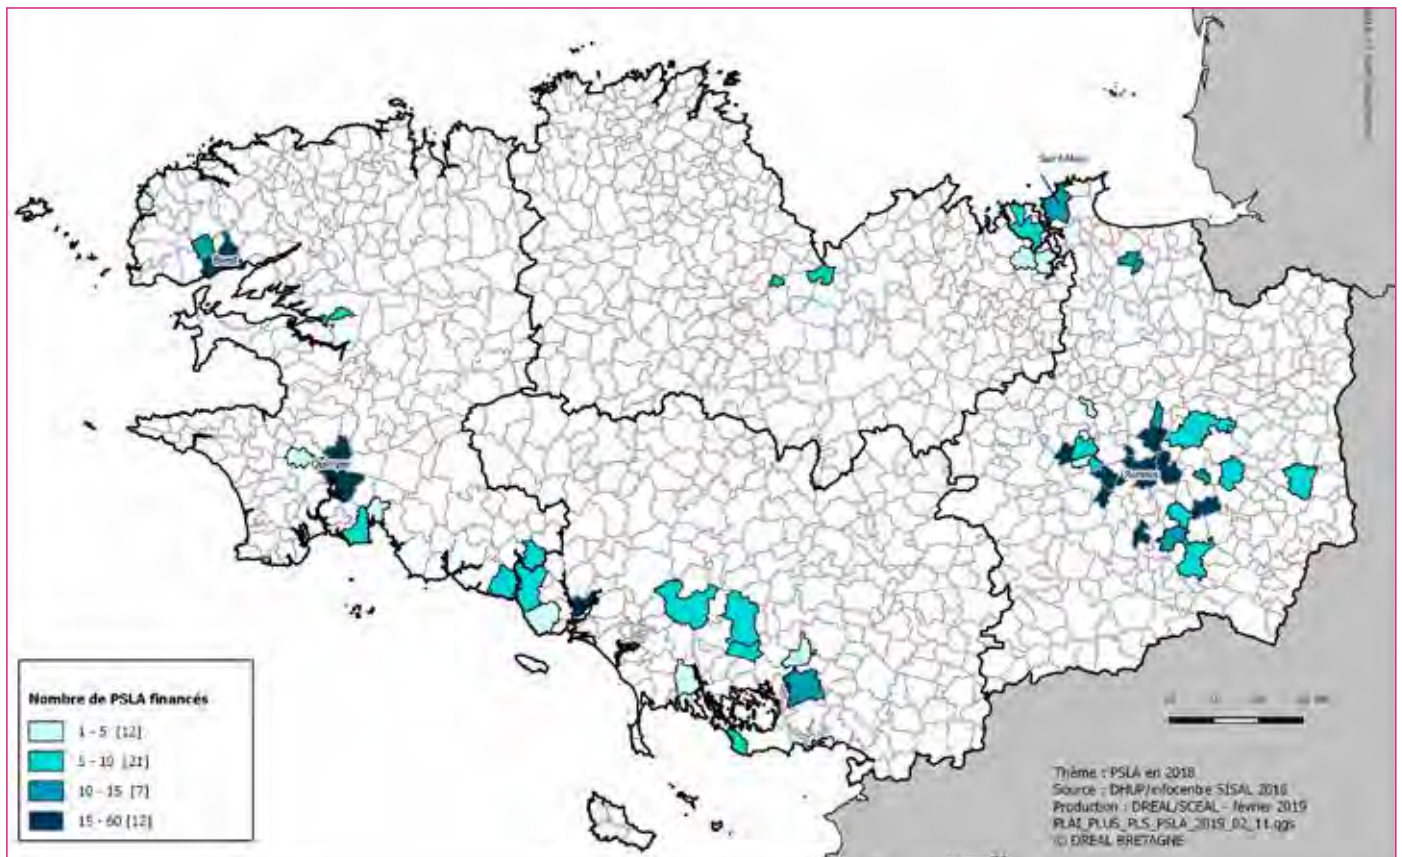 Saint-Malo
Brest
Quimper
Rennes
Nombre de PSLA financés
1 - 5 [12]
5 - 10 [21]
10 - 15 [7]
15 - 60 [12]
Thème : PSLA en 2018
Source : DHUP/infocentre SISAL 2018
Production : DREAL/SCEAL - février 2019
PLAI_PLUS_PLS_PSLA_2019_02_11.qgs
© DREAL BRETAGNE